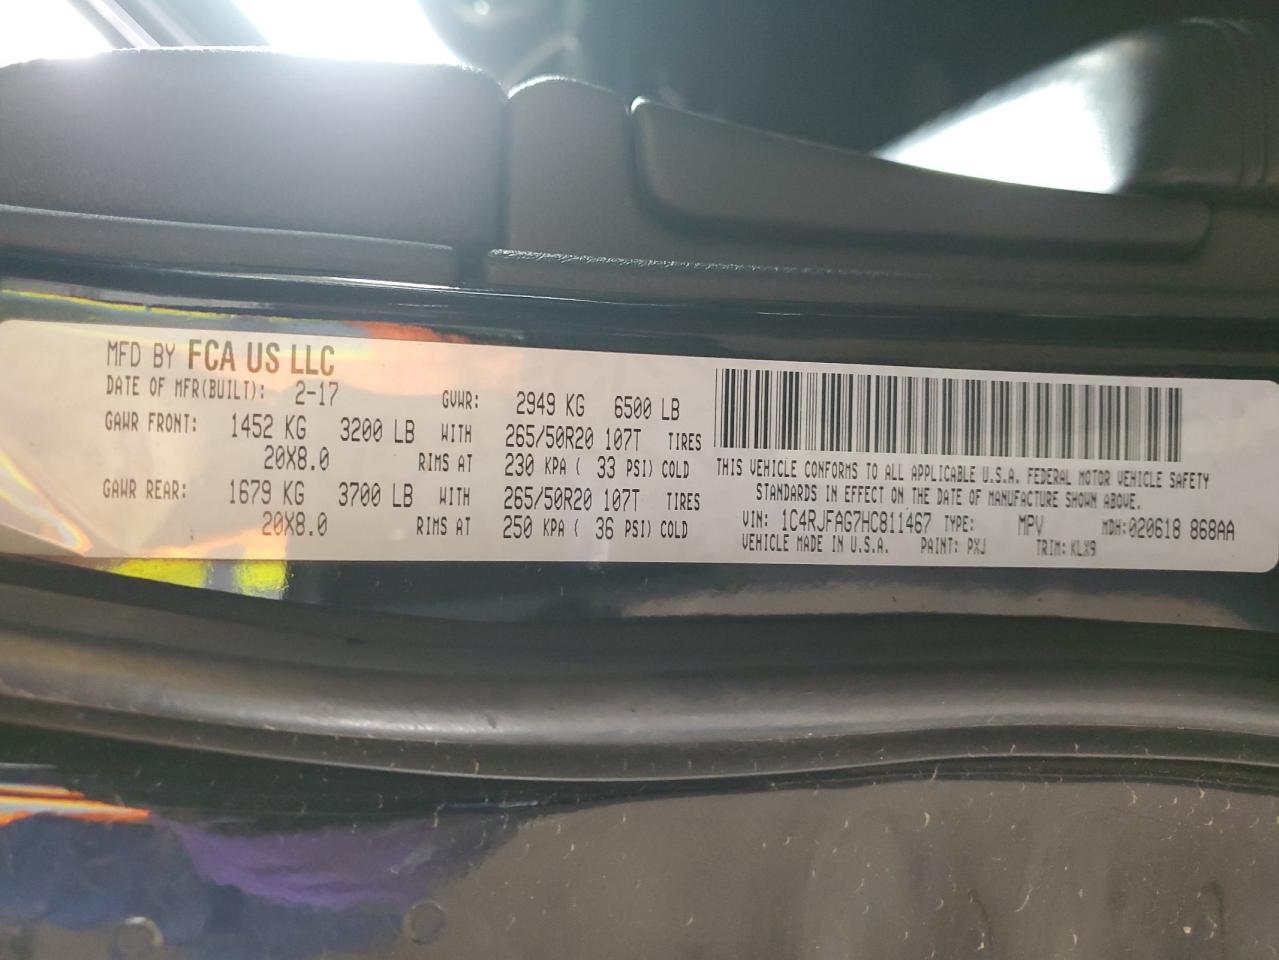 MFD BY FCA US LLC
DATE OF MFR(BUILT): 2-17 GVWR: 2949 KG 6500 LB
GAWR FRONT: 1452 KG 3200 LB WITH 265/50R20 107T TIRES
20X8.0 RIMS AT 230 KPA ( 33 PSI) COLD
GAWR REAR: 1679 KG 3700 LB WITH 265/50R20 107T TIRES
20X8.0 RIMS AT 250 KPA ( 36 PSI) COLD
THIS VEHICLE CONFORMS TO ALL APPLICABLE U.S.A. FEDERAL MOTOR VEHICLE SAFETY
STANDARDS IN EFFECT ON THE DATE OF MANUFACTURE SHOWN ABOVE.
VIN: 1C4RJFAG7HC811467 TYPE: MPV MDH:020618 868AA
VEHICLE MADE IN U.S.A. PAINT: PXJ TRIM:KLX9